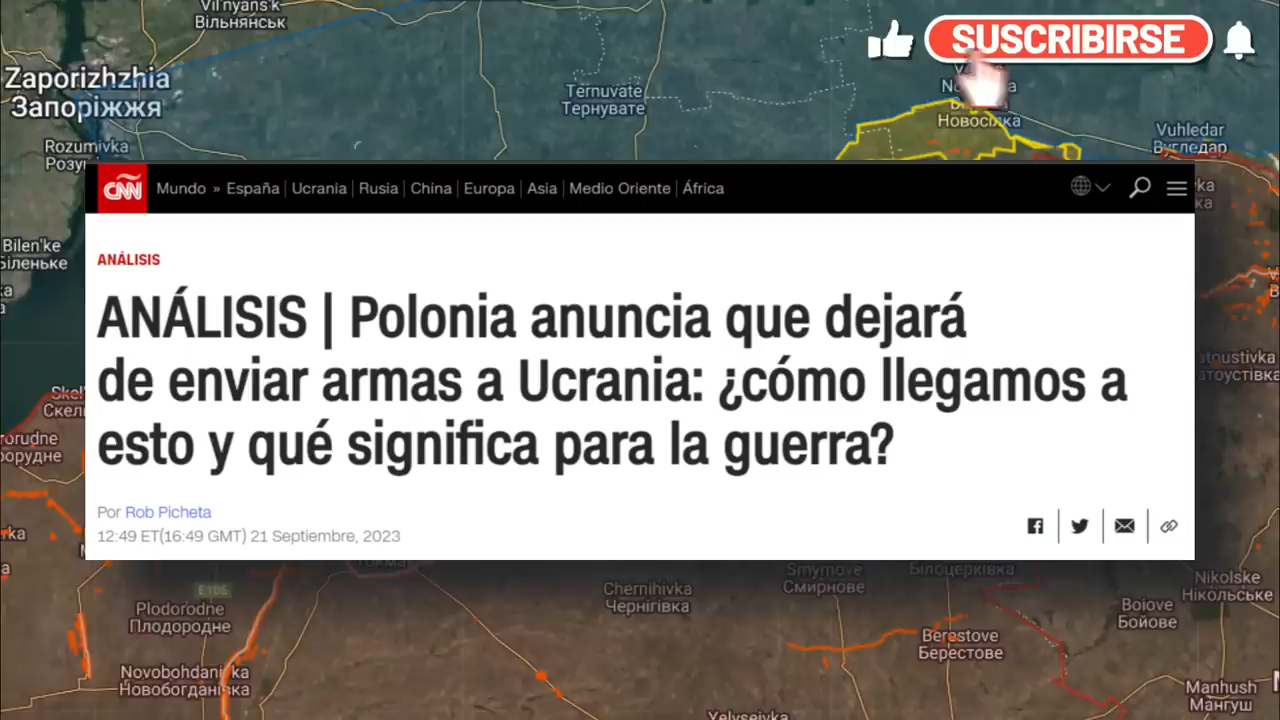 Vil'nyans'k
Вільнянськ
SUSCRIBIRSE
Zaporizhzhia
Запоріжжя
Ternuvate
Тернувате
Новосілка
Vuhledar
Вугледар
Rozumivka
CNN Mundo » España Ucrania Rusia China Europa Asia Medio Oriente África
Bilen'ke
Біленьке
ANÁLISIS
ANÁLISIS | Polonia anuncia que dejará
de enviar armas a Ucrania: ¿cómo llegamos a
esto y qué significa para la guerra?
Por Rob Picheta
12:49 ET(16:49 GMT) 21 Septiembre, 2023
E105
Chernihivka
Чернігівка
Smyrnove
Смирнове
Білоцерківка
Nikolske
Нікольське
Plodorodne
Плодородне
Boiove
Бойове
Berestove
Берестове
Novobohdanivka
Новобогданівка
Manhush
Мангуш
Yelyseivka